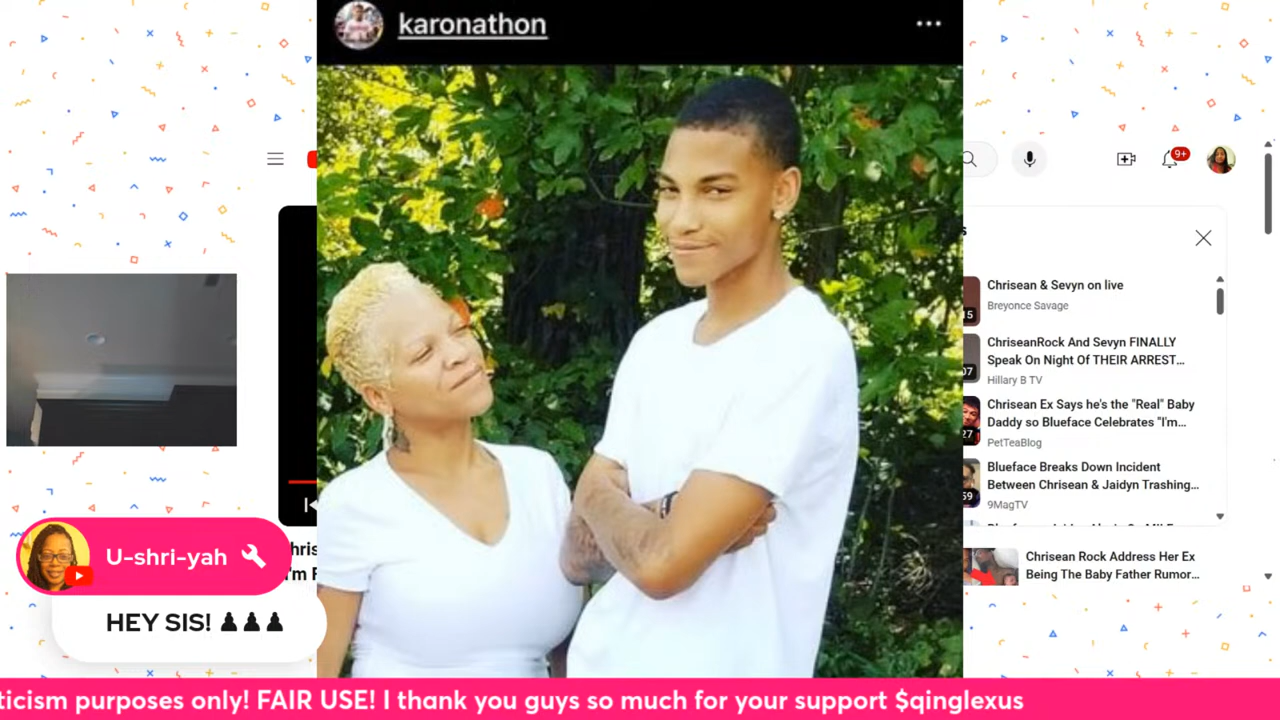 karonathon
9+
Chrisean & Sevyn on live
Breyonce Savage
ChriseanRock And Sevyn FINALLY
Speak On Night Of THEIR ARREST...
Hillary B TV
Chrisean Ex Says he's the "Real" Baby
Daddy so Blueface Celebrates "I'm...
PetTeaBlog
Blueface Breaks Down Incident
Between Chrisean & Jaidyn Trashing...
9MagTV
Chrisean Rock Address Her Ex
Being The Baby Father Rumor...
U-shri-yah
HEY SIS! ♟♟♟
purposes only! FAIR USE! I thank you guys so much for your support $qinglexus